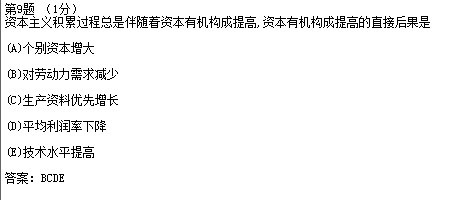 第9题 （1分）
资本主义积累过程总是伴随着资本有机构成提高,资本有机构成提高的直接后果是
(A)个别资本增大
(B)对劳动力需求减少
(C)生产资料优先增长
(D)平均利润率下降
(E)技术水平提高
答案：BCDE